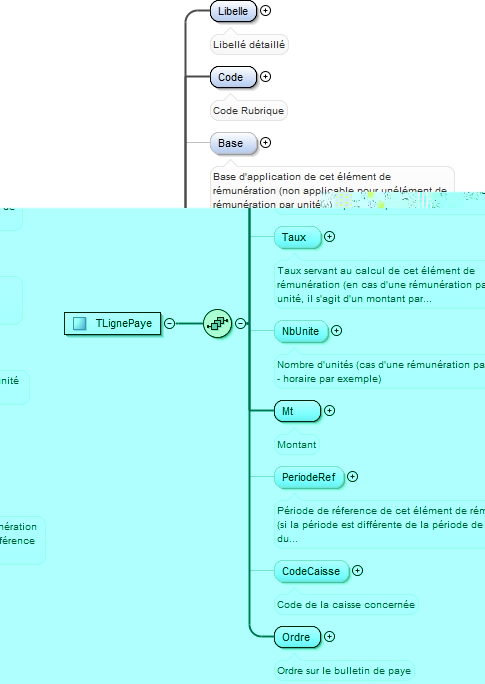 Libelle
Libellé détaillé
Code
Code Rubrique
Base
Base d'application de cet élément de
rémunération (non applicable pour unélément de
rémunération par unité
Taux
Taux servant au calcul de cet élément de
rémunération (en cas d'une rémunération pa
unité, il s'agit d'un montant par...
TLignePaye
NbUnite
Nombre d'unités (cas d'une rémunération pa
- horaire par exemple)
nité
Mt
Montant
PeriodeRef
Période de réference de cet élément de rém
(si la période est différente de la période de
du...
nération
férence
CodeCaisse
Code de la caisse concernée
Ordre
Ordre sur le bulletin de paye